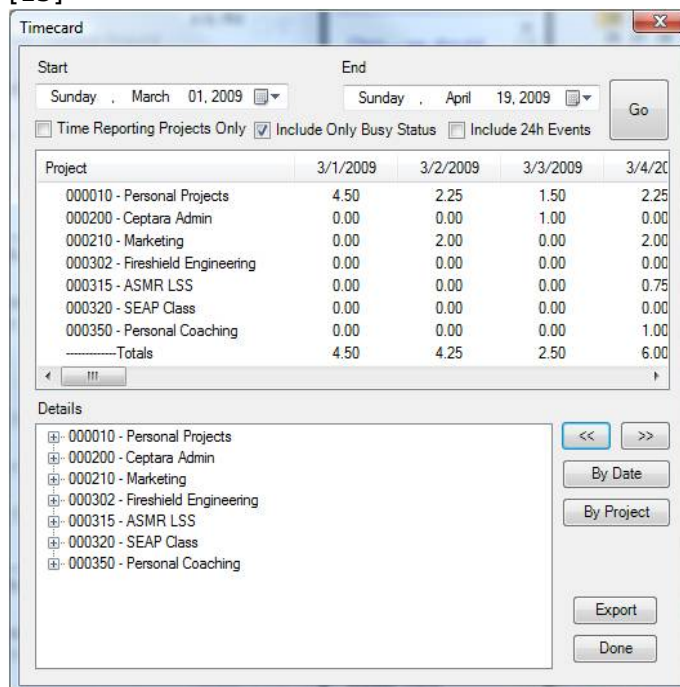 Timecard
Start End
Sunday , March 01, 2009 Sunday , April 19, 2009 Go
Time Reporting Projects Only Include Only Busy Status Include 24h Events
Project 3/1/2009 3/2/2009 3/3/2009 3/4/20
000010 - Personal Projects 4.50 2.25 1.50 2.25
000200 - Ceptara Admin 0.00 0.00 1.00 0.00
000210 - Marketing 0.00 2.00 0.00 2.00
000302 - Fireshield Engineering 0.00 0.00 0.00 0.00
000315 - ASMR LSS 0.00 0.00 0.00 0.75
000320 - SEAP Class 0.00 0.00 0.00 0.00
000350 - Personal Coaching 0.00 0.00 0.00 1.00
-------------Totals 4.50 4.25 2.50 6.00
Details
000010 - Personal Projects << >>
000200 - Ceptara Admin
000210 - Marketing By Date
000302 - Fireshield Engineering
000315 - ASMR LSS By Project
000320 - SEAP Class
000350 - Personal Coaching
Export
Done